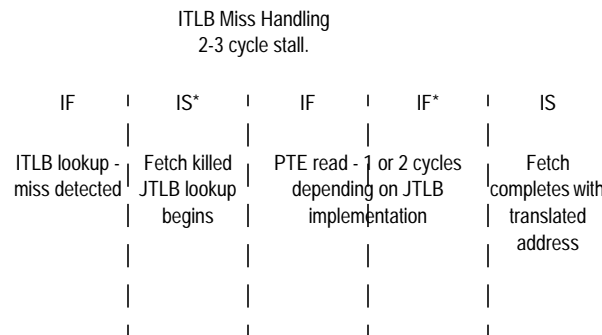 ITLB Miss Handling
2-3 cycle stall.
IF IS* IF IF* IS
ITLB lookup -
miss detected
Fetch killed
JTLB lookup
begins
PTE read - 1 or 2 cycles
depending on JTLB
implementation
Fetch
completes with
translated
address